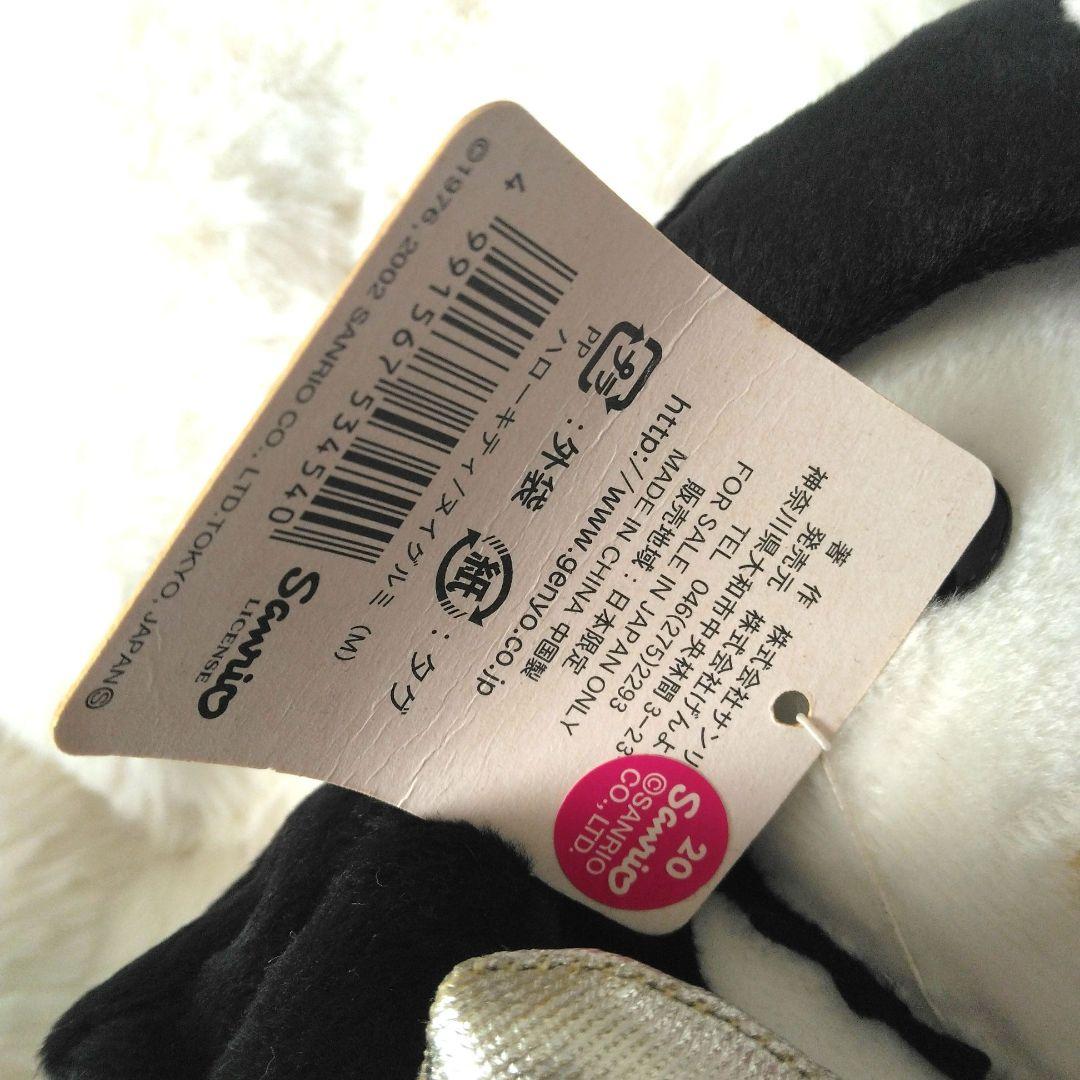 著　作　株式会社サンリ
発売元　株式会社げんよ
神奈川県大和市中央林間3-23
TEL 046(275)2293
FOR SALE IN JAPAN ONLY
販売地域：日本限定
MADE IN CHINA 中国製
http://www.genyo.co.jp
プラ
PP
：外袋
紙
：タグ
ハローキティ/ヌイグルミ（M）
4 991567 534540
Sanrio
LICENSE
©1976, 2002 SANRIO CO., LTD. TOKYO, JAPAN Ⓢ
20
Sanrio
©SANRIO
CO., LTD.